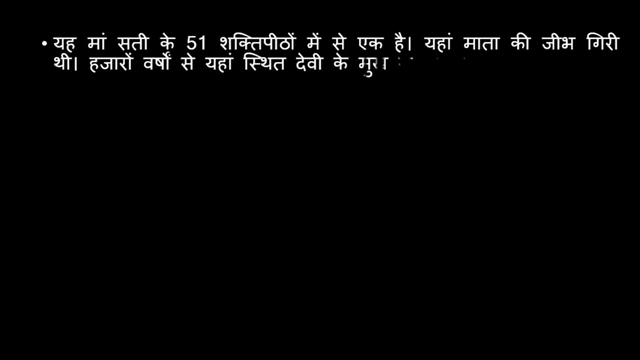 • यह मां सती के 51 शक्तिपीठों में से एक है। यहां माता की जीभ गिरी
थी। हजारों वर्षों से यहां स्थित देवी के मुख